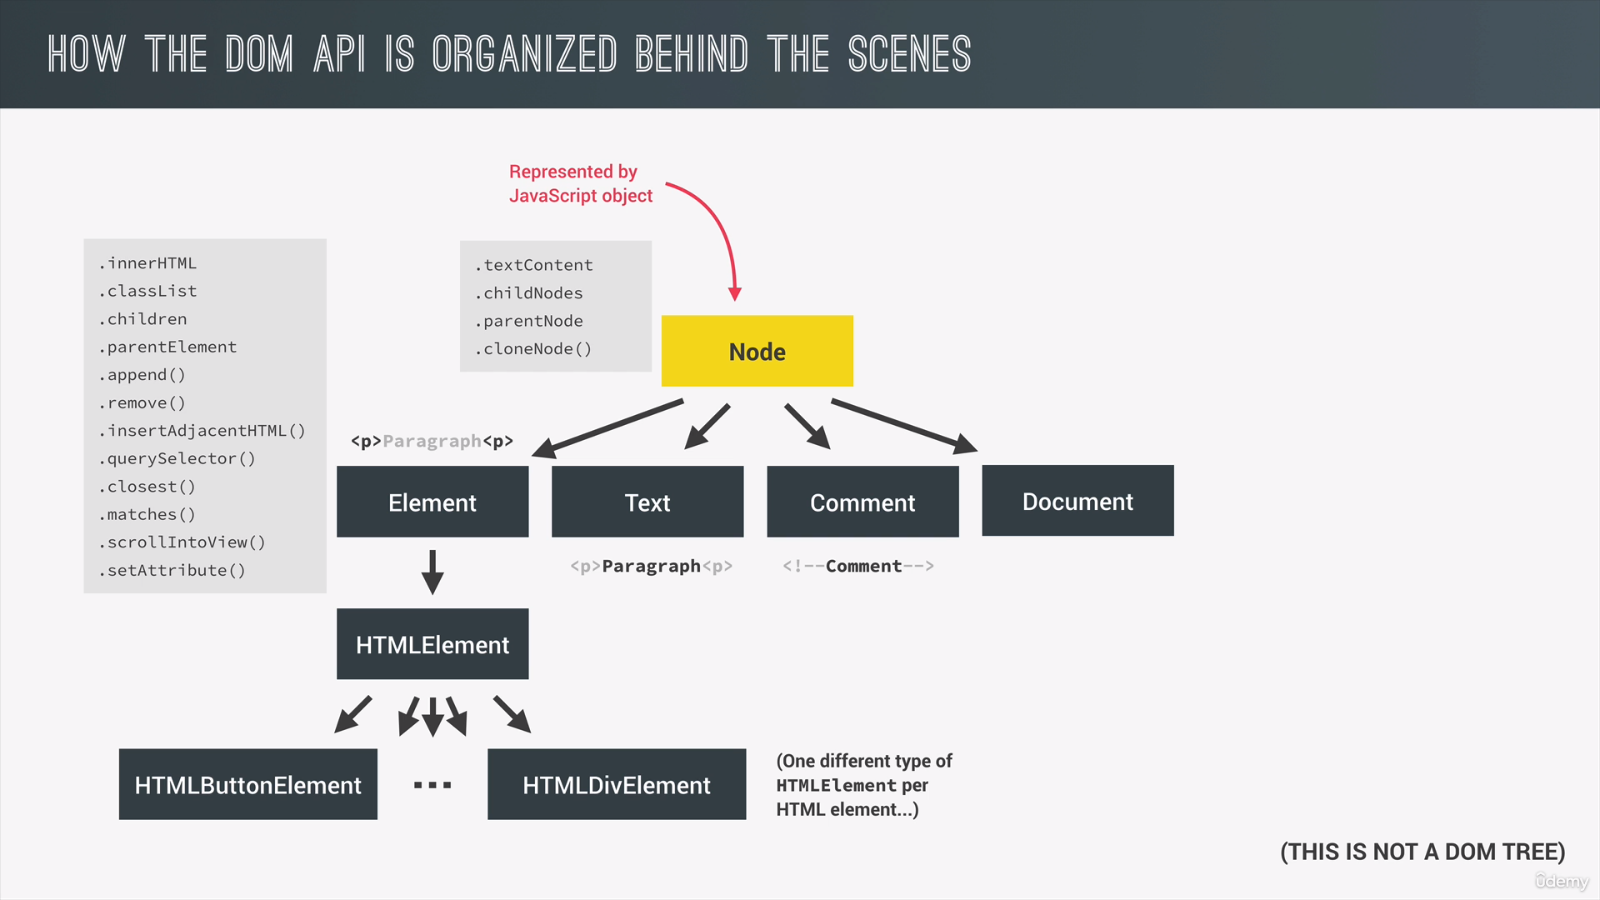 HOW THE DOM API IS ORGANIZED BEHIND THE SCENES
Represented by
JavaScript object
.innerHTML
.classList
.children
.parentElement
.append()
.remove()
.insertAdjacentHTML()
.querySelector()
.closest()
.matches()
.scrollIntoView()
.setAttribute()
.textContent
.childNodes
.parentNode
.cloneNode()
Node
<p>Paragraph<p>
Element
Text
Comment
Document
<p>Paragraph<p>
<!--Comment-->
HTMLElement
HTMLButtonElement
...
HTMLDivElement
(One different type of
HTMLElement per
HTML element...)
(THIS IS NOT A DOM TREE)
ûdemy